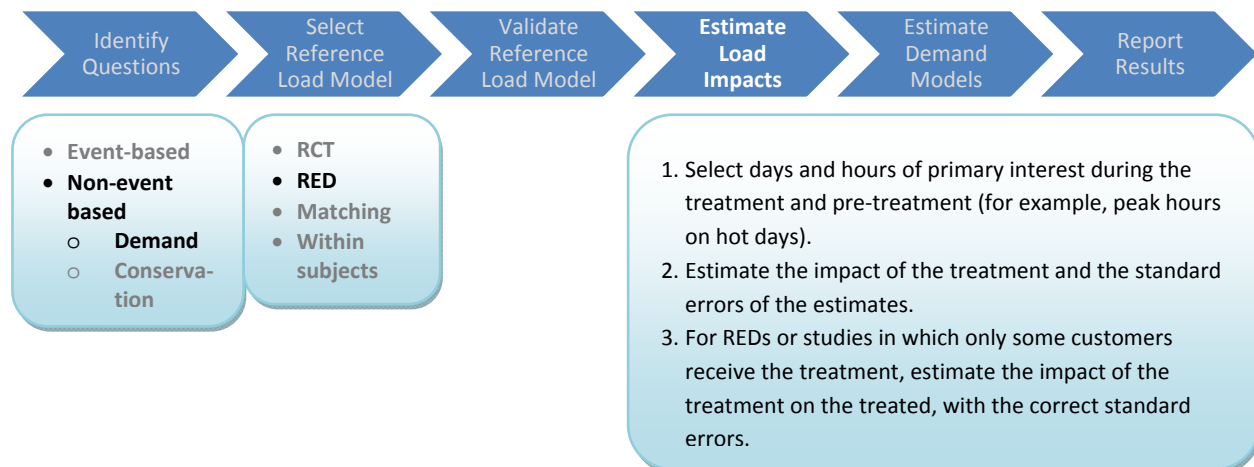 Identify
Questions
Select
Reference
Load Model
Validate
Reference
Load Model
Estimate
Load
Impacts
Estimate
Demand
Models
Report
Results
• Event-based
• Non-event
based
o Demand
o Conserva-
tion
• RCT
• RED
• Matching
• Within
subjects
1. Select days and hours of primary interest during the
treatment and pre-treatment (for example, peak hours
on hot days).
2. Estimate the impact of the treatment and the standard
errors of the estimates.
3. For REDs or studies in which only some customers
receive the treatment, estimate the impact of the
treatment on the treated, with the correct standard
errors.